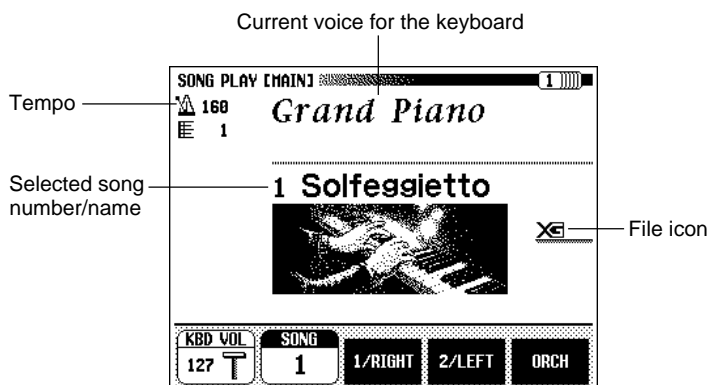 Current voice for the keyboard
SONG PLAY [MAIN] 1
Tempo
160
Grand Piano
1
Selected song
number/name
1 Solfeggietto
XG
File icon
KBD VOL
127
SONG
1
1/RIGHT
2/LEFT
ORCH